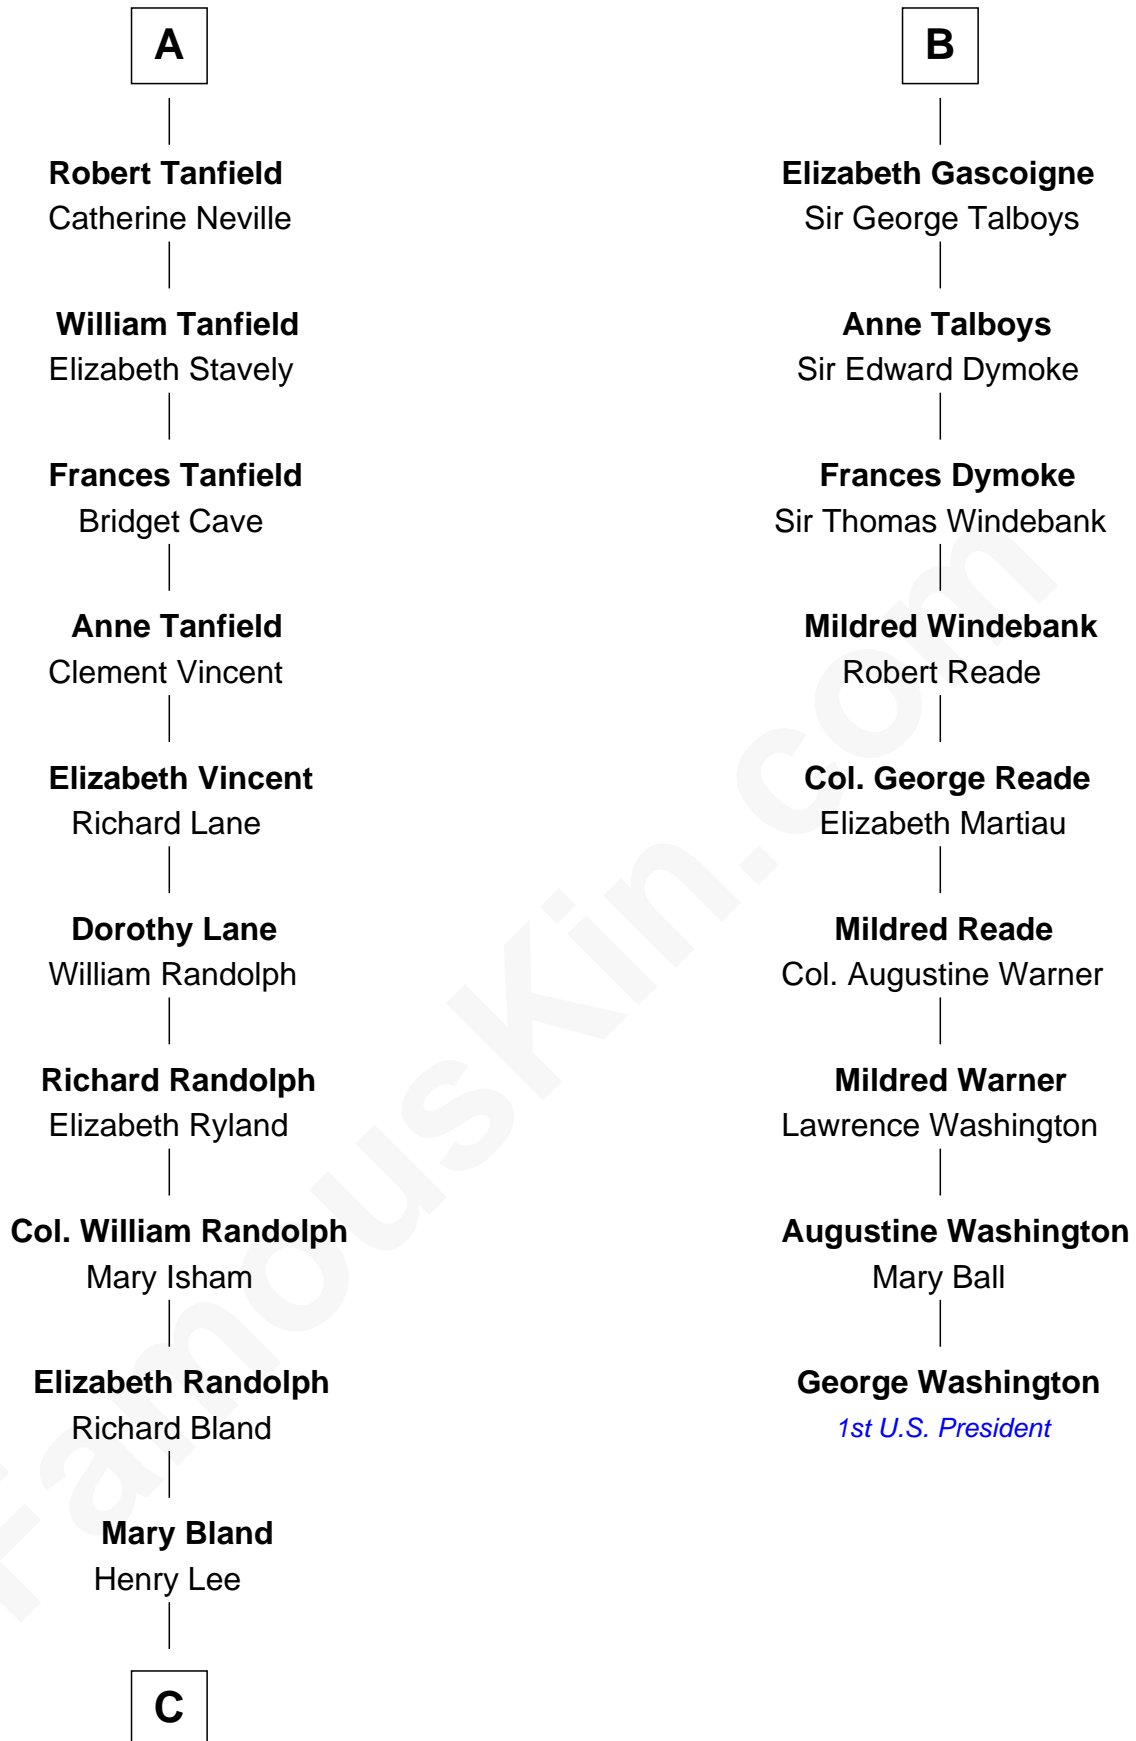 A
Robert Tanfield
Catherine Neville
William Tanfield
Elizabeth Stavely
Frances Tanfield
Bridget Cave
Anne Tanfield
Clement Vincent
Elizabeth Vincent
Richard Lane
Dorothy Lane
William Randolph
Richard Randolph
Elizabeth Ryland
Col. William Randolph
Mary Isham
Elizabeth Randolph
Richard Bland
Mary Bland
Henry Lee
C
B
Elizabeth Gascoigne
Sir George Talboys
Anne Talboys
Sir Edward Dymoke
Frances Dymoke
Sir Thomas Windebank
Mildred Windebank
Robert Reade
Col. George Reade
Elizabeth Martiau
Mildred Reade
Col. Augustine Warner
Mildred Warner
Lawrence Washington
Augustine Washington
Mary Ball
George Washington
1st U.S. President
FamousKin.com